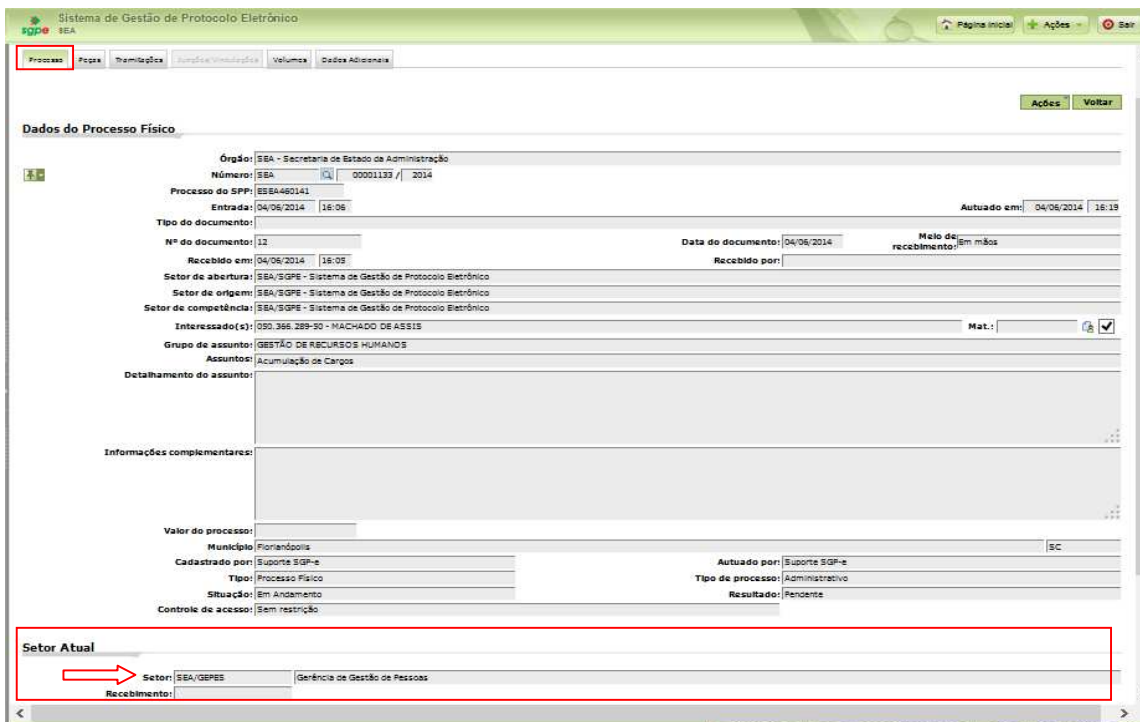 Sistema de Gestão de Protocolo Eletrônico
sgpe SEA
Página Inicial Ações Sair
Processo Peças Tramitações Junções/Vinculações Volumes Dados Adicionais
Ações Voltar
Dados do Processo Físico
Órgão: SEA - Secretaria de Estado da Administração
Número: SEA 00001133 / 2014
Processo do SPP: ESEA460141
Entrada: 04/06/2014 16:06 Autuado em: 04/06/2014 16:19
Tipo do documento:
Nº do documento: 12 Data do documento: 04/06/2014 Meio de recebimento: Em mãos
Recebido em: 04/06/2014 16:05 Recebido por:
Setor de abertura: SEA/SGPE - Sistema de Gestão de Protocolo Eletrônico
Setor de origem: SEA/SGPE - Sistema de Gestão de Protocolo Eletrônico
Setor de competência: SEA/SGPE - Sistema de Gestão de Protocolo Eletrônico
Interessado(s): 050.366.289-50 - MACHADO DE ASSIS Mat.:
Grupo de assunto: GESTÃO DE RECURSOS HUMANOS
Assuntos: Acumulação de Cargos
Detalhamento do assunto:
Informações complementares:
Valor do processo:
Município Florianópolis SC
Cadastrado por: Suporte SGP-e Autuado por: Suporte SGP-e
Tipo: Processo Físico Tipo de processo: Administrativo
Situação: Em Andamento Resultado: Pendente
Controle de acesso: Sem restrição
Setor Atual
Setor: SEA/GEPES Gerência de Gestão de Pessoas
Recebimento: